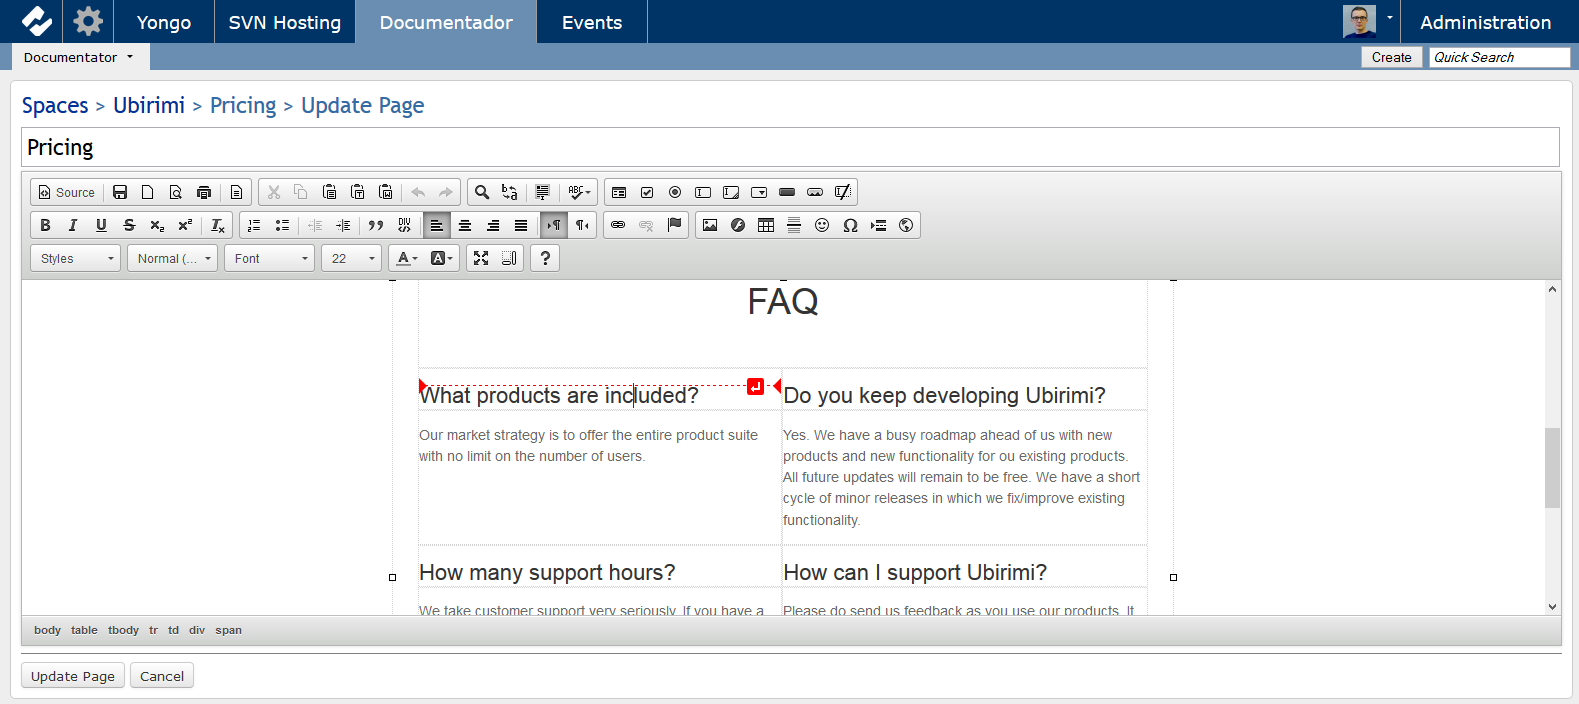 Yongo SVN Hosting Documentador Events Administration
Documentator Create Quick Search
Spaces > Ubirimi > Pricing > Update Page
Pricing
Source
Styles Normal (... Font 22
FAQ
What products are included? Do you keep developing Ubirimi?
Our market strategy is to offer the entire product suite
with no limit on the number of users.
Yes. We have a busy roadmap ahead of us with new
products and new functionality for ou existing products.
All future updates will remain to be free. We have a short
cycle of minor releases in which we fix/improve existing
functionality.
How many support hours? How can I support Ubirimi?
We take customer support very seriously. If you have a
Please do send us feedback as you use our products. It
body table tbody tr td div span
Update Page Cancel